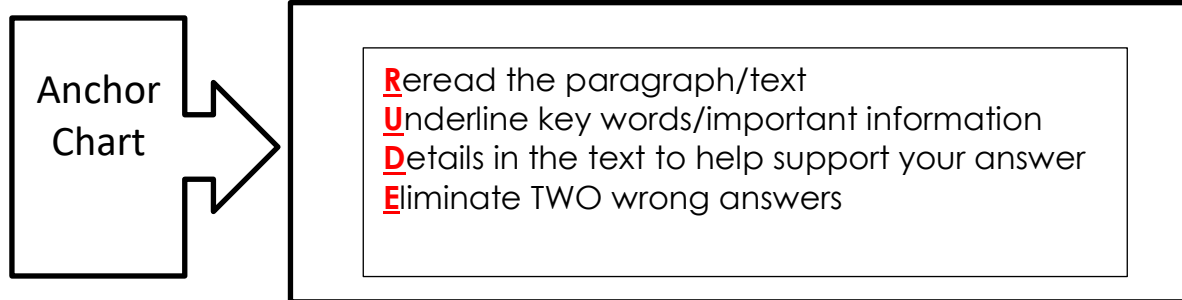 Anchor
Chart
Reread the paragraph/text
Underline key words/important information
Details in the text to help support your answer
Eliminate TWO wrong answers